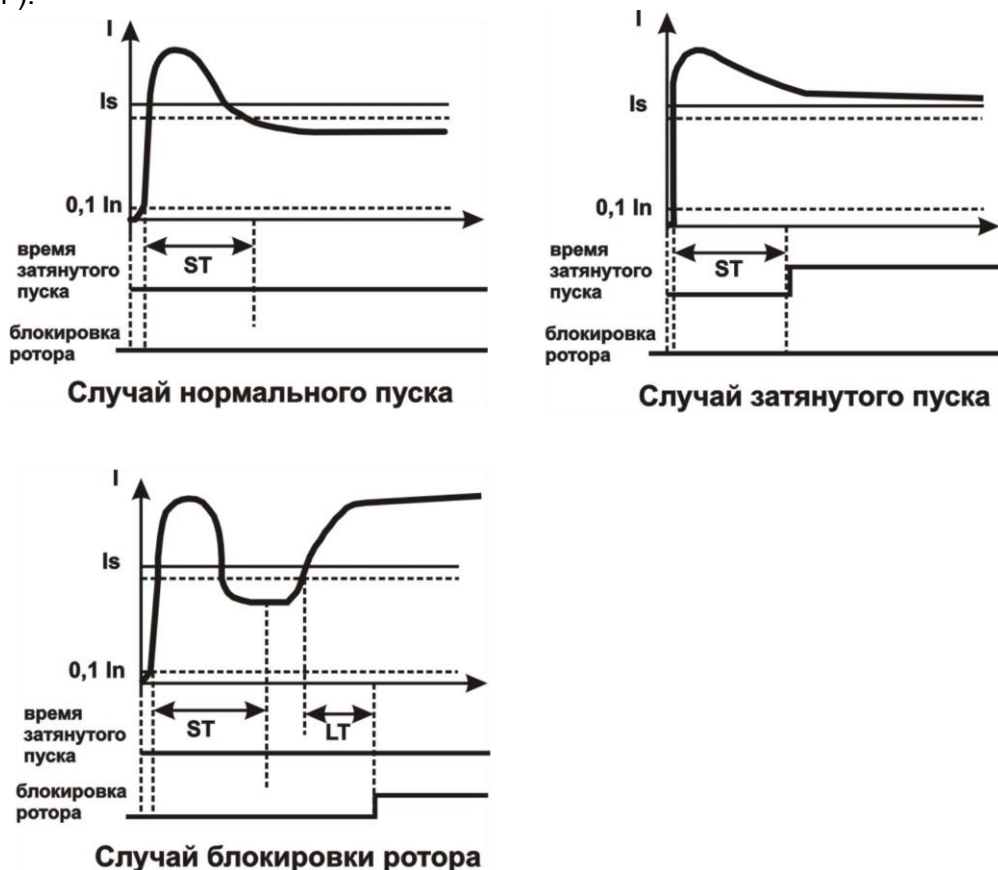 I
Is
0,1 In
ST
время
затянутого
пуска
блокировка
ротора
Случай нормального пуска
I
Is
0,1 In
ST
время
затянутого
пуска
блокировка
ротора
Случай затянутого пуска
I
Is
0,1 In
ST
LT
время
затянутого
пуска
блокировка
ротора
Случай блокировки ротора